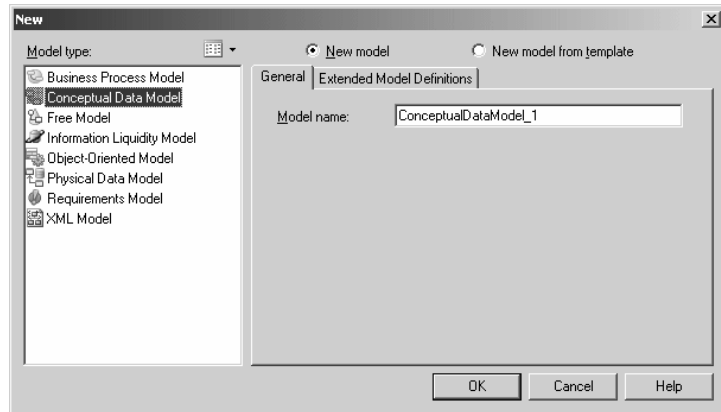 New
Model type:
New model
New model from template
Business Process Model
Conceptual Data Model
Free Model
Information Liquidity Model
Object-Oriented Model
Physical Data Model
Requirements Model
XML Model
General
Extended Model Definitions
Model name:
ConceptualDataModel_1
OK
Cancel
Help